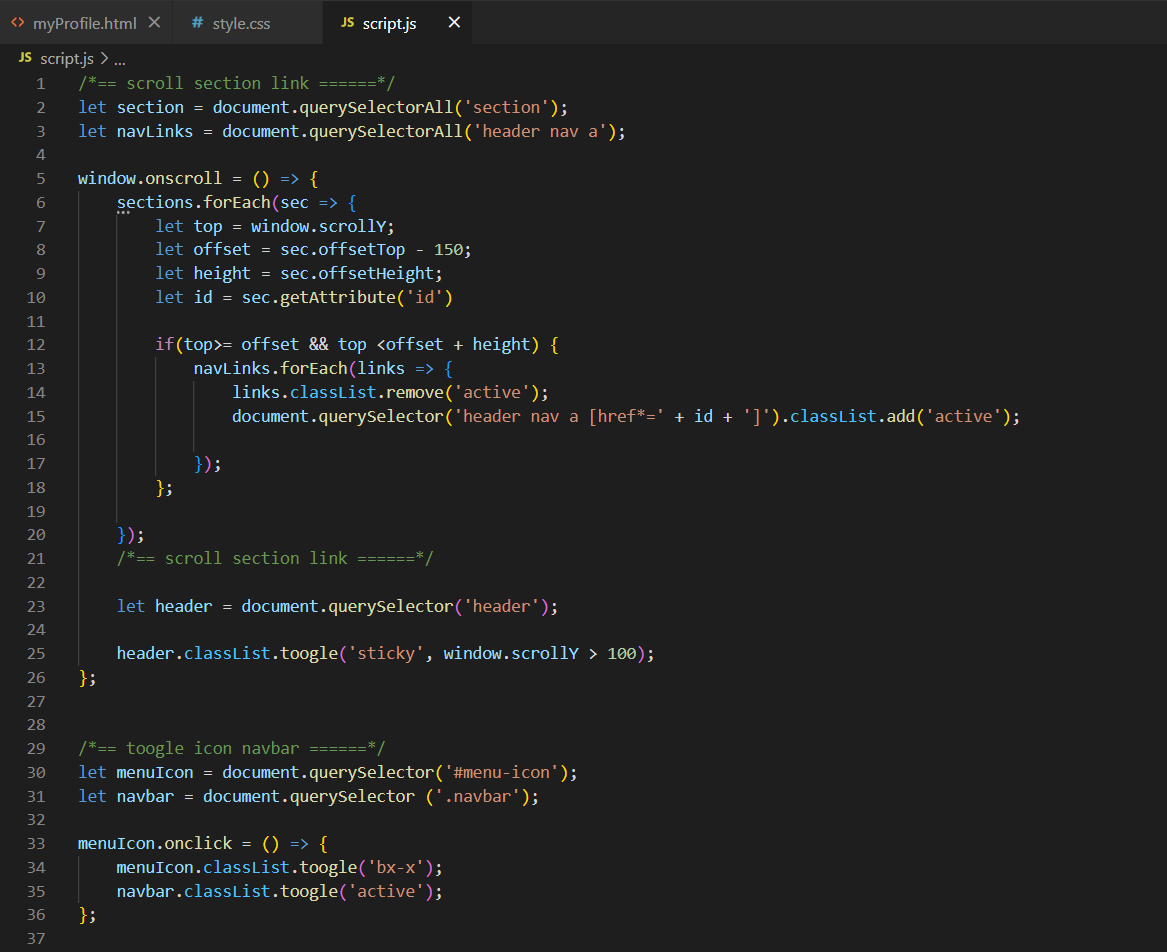 myProfile.html
style.css
JS script.js
JS script.js > ...
1 /*== scroll section link ======*/
2 let section = document.querySelectorAll('section');
3 let navLinks = document.querySelectorAll('header nav a');
4
5 window.onscroll = () => {
6 sections.forEach(sec => {
7 let top = window.scrollY;
8 let offset = sec.offsetTop - 150;
9 let height = sec.offsetHeight;
10 let id = sec.getAttribute('id')
11
12 if(top>= offset && top <offset + height) {
13 navLinks.forEach(links => {
14 links.classList.remove('active');
15 document.querySelector('header nav a [href*=' + id + ']').classList.add('active');
16
17 });
18 };
19
20 });
21 /*== scroll section link ======*/
22
23 let header = document.querySelector('header');
24
25 header.classList.toogle('sticky', window.scrollY > 100);
26 };
27
28
29 /*== toogle icon navbar ======*/
30 let menuIcon = document.querySelector('#menu-icon');
31 let navbar = document.querySelector ('.navbar');
32
33 menuIcon.onclick = () => {
34 menuIcon.classList.toogle('bx-x');
35 navbar.classList.toogle('active');
36 };
37